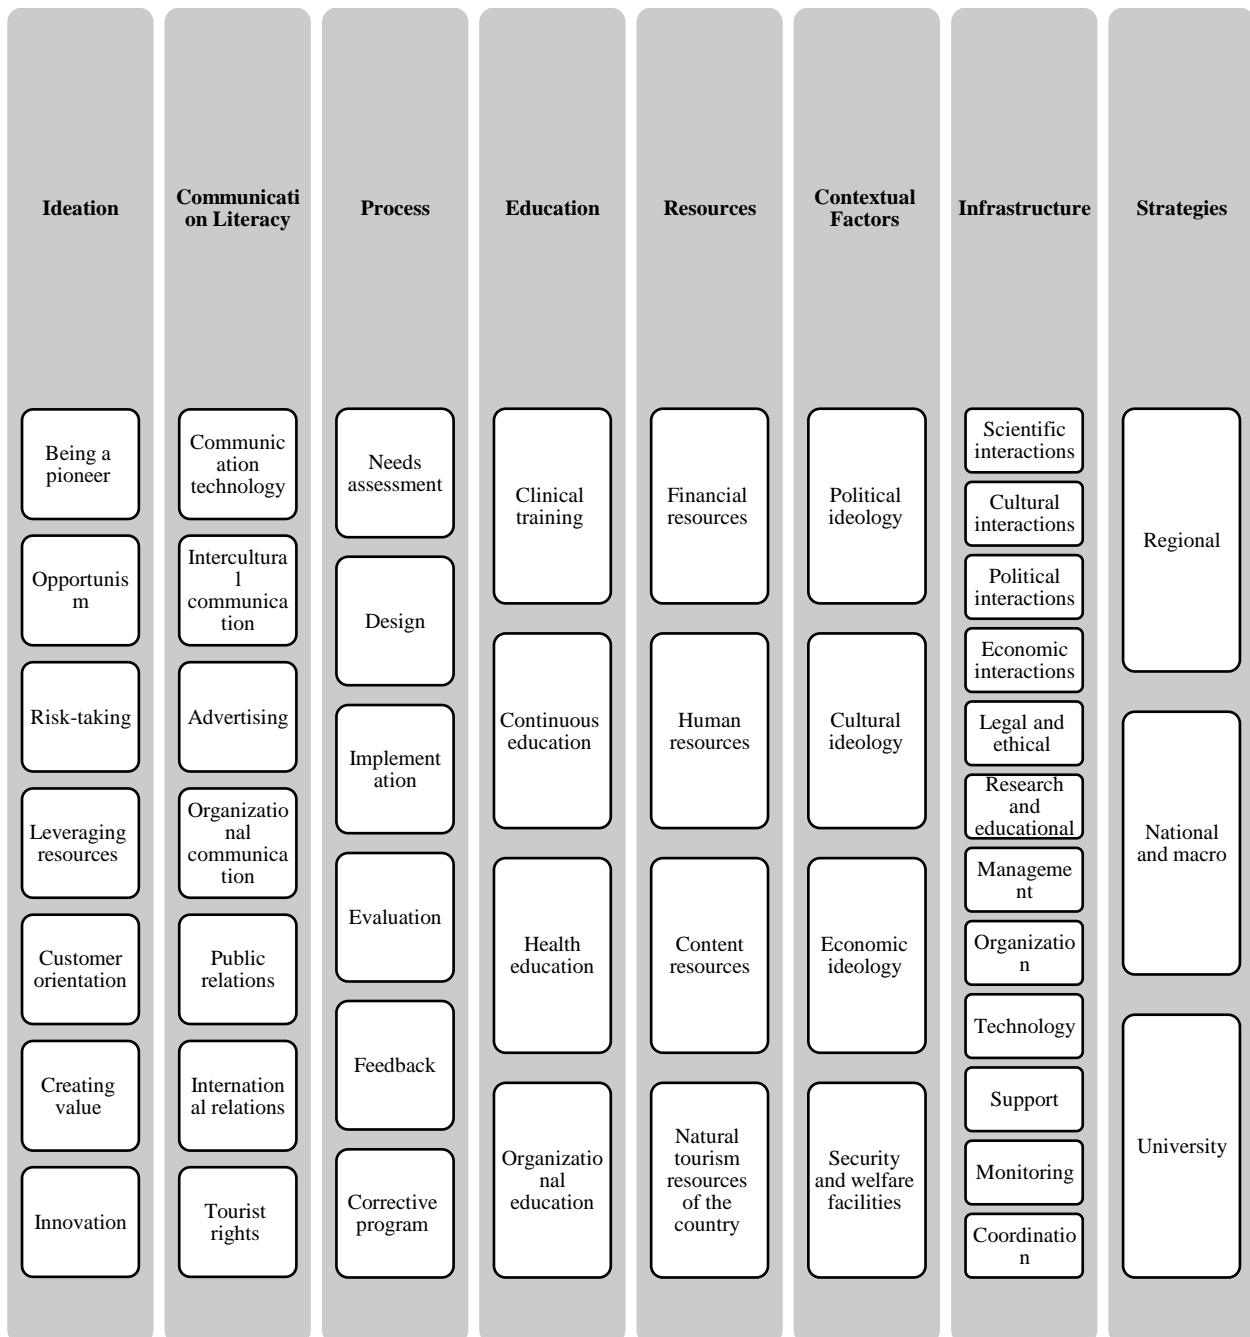 Ideation
Communicati
on Literacy
Process
Education
Resources
Contextual
Factors
Infrastructure
Strategies
Being a
pioneer
Opportunis
m
Risk-taking
Leveraging
resources
Customer
orientation
Creating
value
Innovation
Communic
ation
technology
Intercultura
l
communica
tion
Advertising
Organizatio
nal
communica
tion
Public
relations
Internation
al relations
Tourist
rights
Needs
assessment
Design
Implement
ation
Evaluation
Feedback
Corrective
program
Clinical
training
Continuous
education
Health
education
Organizatio
nal
education
Financial
resources
Human
resources
Content
resources
Natural
tourism
resources
of the
country
Political
ideology
Cultural
ideology
Economic
ideology
Security
and welfare
facilities
Scientific
interactions
Cultural
interactions
Political
interactions
Economic
interactions
Legal and
ethical
Research
and
educational
Manageme
nt
Organizatio
n
Technology
Support
Monitoring
Coordinatio
n
Regional
National
and macro
University